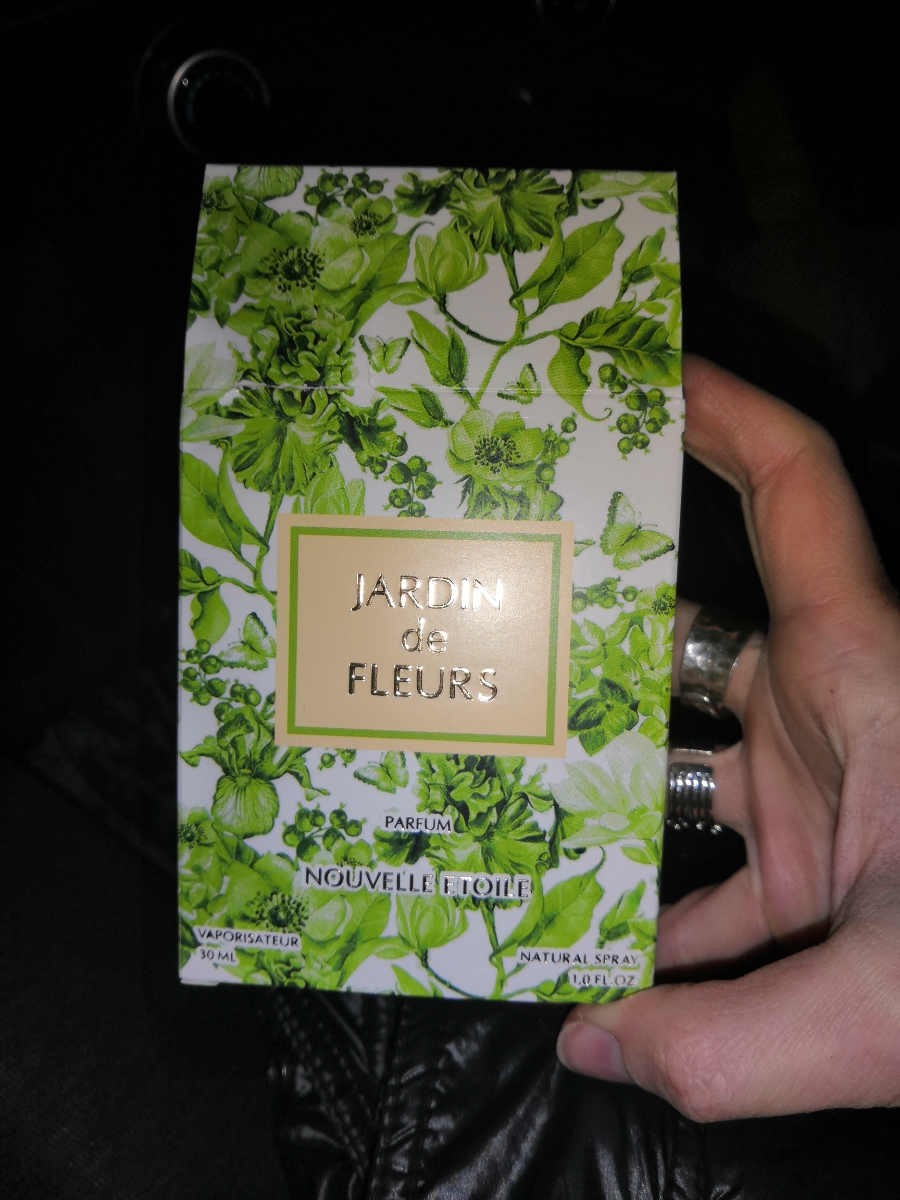 JARDIN
de
FLEURS
PARFUM
NOUVELLE ETOILE
VAPORISATEUR
30 ML
NATURAL SPRAY
1,0 FL.OZ